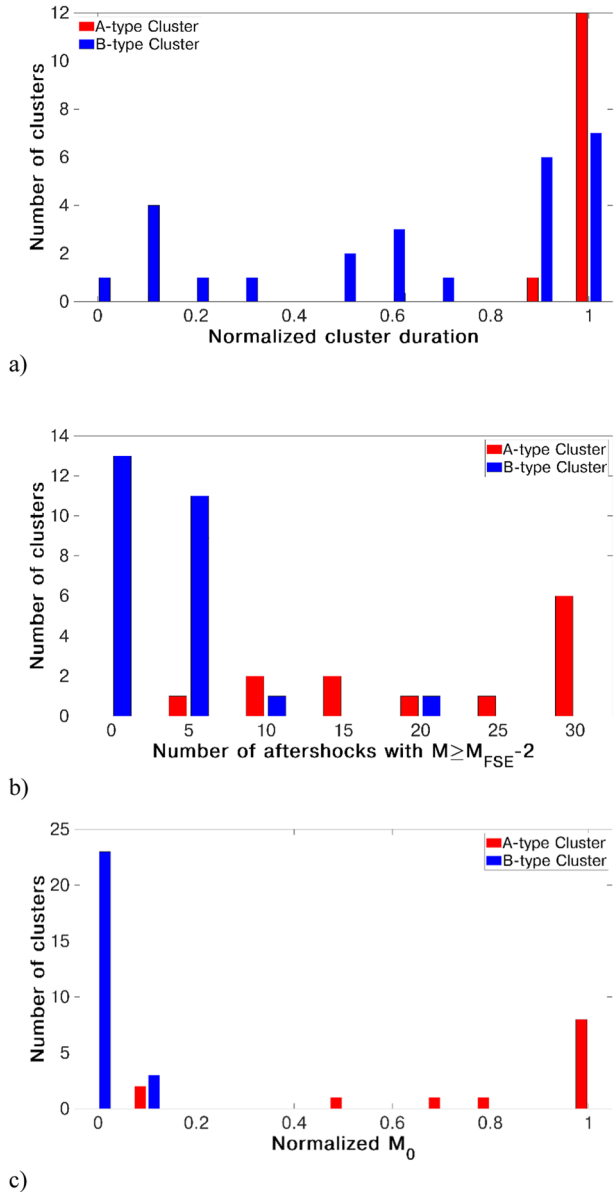 12
10
8
6
4
2
0
A-type Cluster
B-type Cluster
Number of clusters
0 0.2 0.4 0.6 0.8 1
Normalized cluster duration
a)
14
12
10
8
6
4
2
0
A-type Cluster
B-type Cluster
Number of clusters
0 5 10 15 20 25 30
Number of aftershocks with M≥M_FSE-2
b)
25
20
15
10
5
0
A-type Cluster
B-type Cluster
Number of clusters
0 0.2 0.4 0.6 0.8 1
Normalized M_0
c)